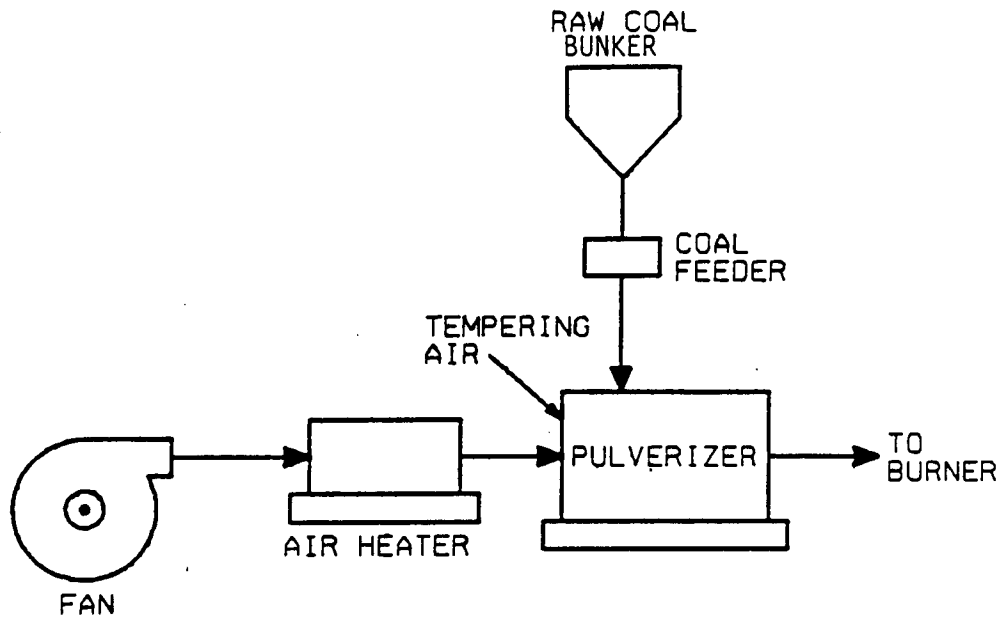 RAW COAL
BUNKER
COAL
FEEDER
TEMPERING
AIR
PULVERIZER
TO
BURNER
AIR HEATER
FAN